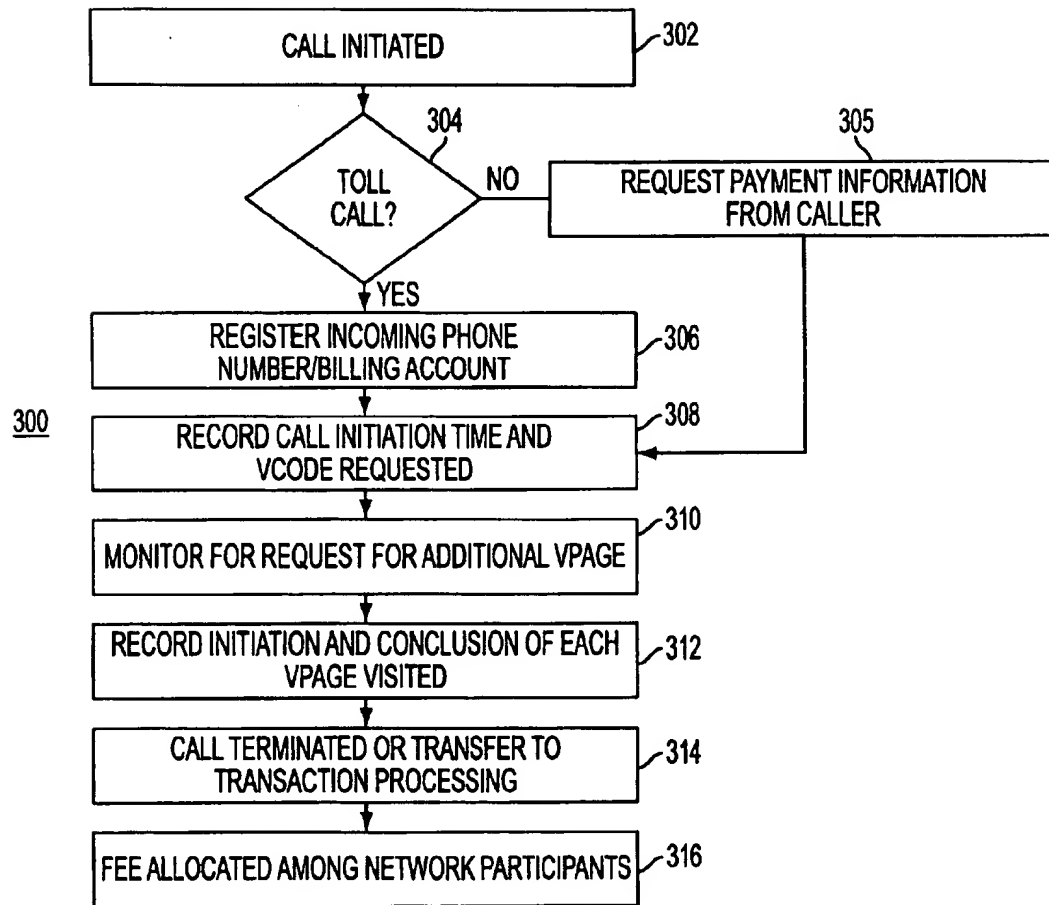 CALL INITIATED
302
304
TOLL
CALL?
NO
305
REQUEST PAYMENT INFORMATION
FROM CALLER
YES
REGISTER INCOMING PHONE
NUMBER/BILLING ACCOUNT
306
300
RECORD CALL INITIATION TIME AND
VCODE REQUESTED
308
MONITOR FOR REQUEST FOR ADDITIONAL VPAGE
310
RECORD INITIATION AND CONCLUSION OF EACH
VPAGE VISITED
312
CALL TERMINATED OR TRANSFER TO
TRANSACTION PROCESSING
314
FEE ALLOCATED AMONG NETWORK PARTICIPANTS
316